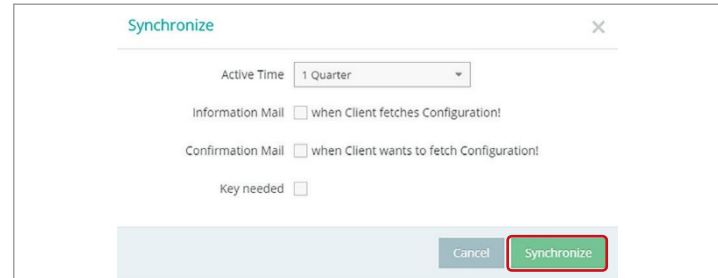 Synchronize
Active Time 1 Quarter
Information Mail when Client fetches Configuration!
Confirmation Mail when Client wants to fetch Configuration!
Key needed
Cancel Synchronize